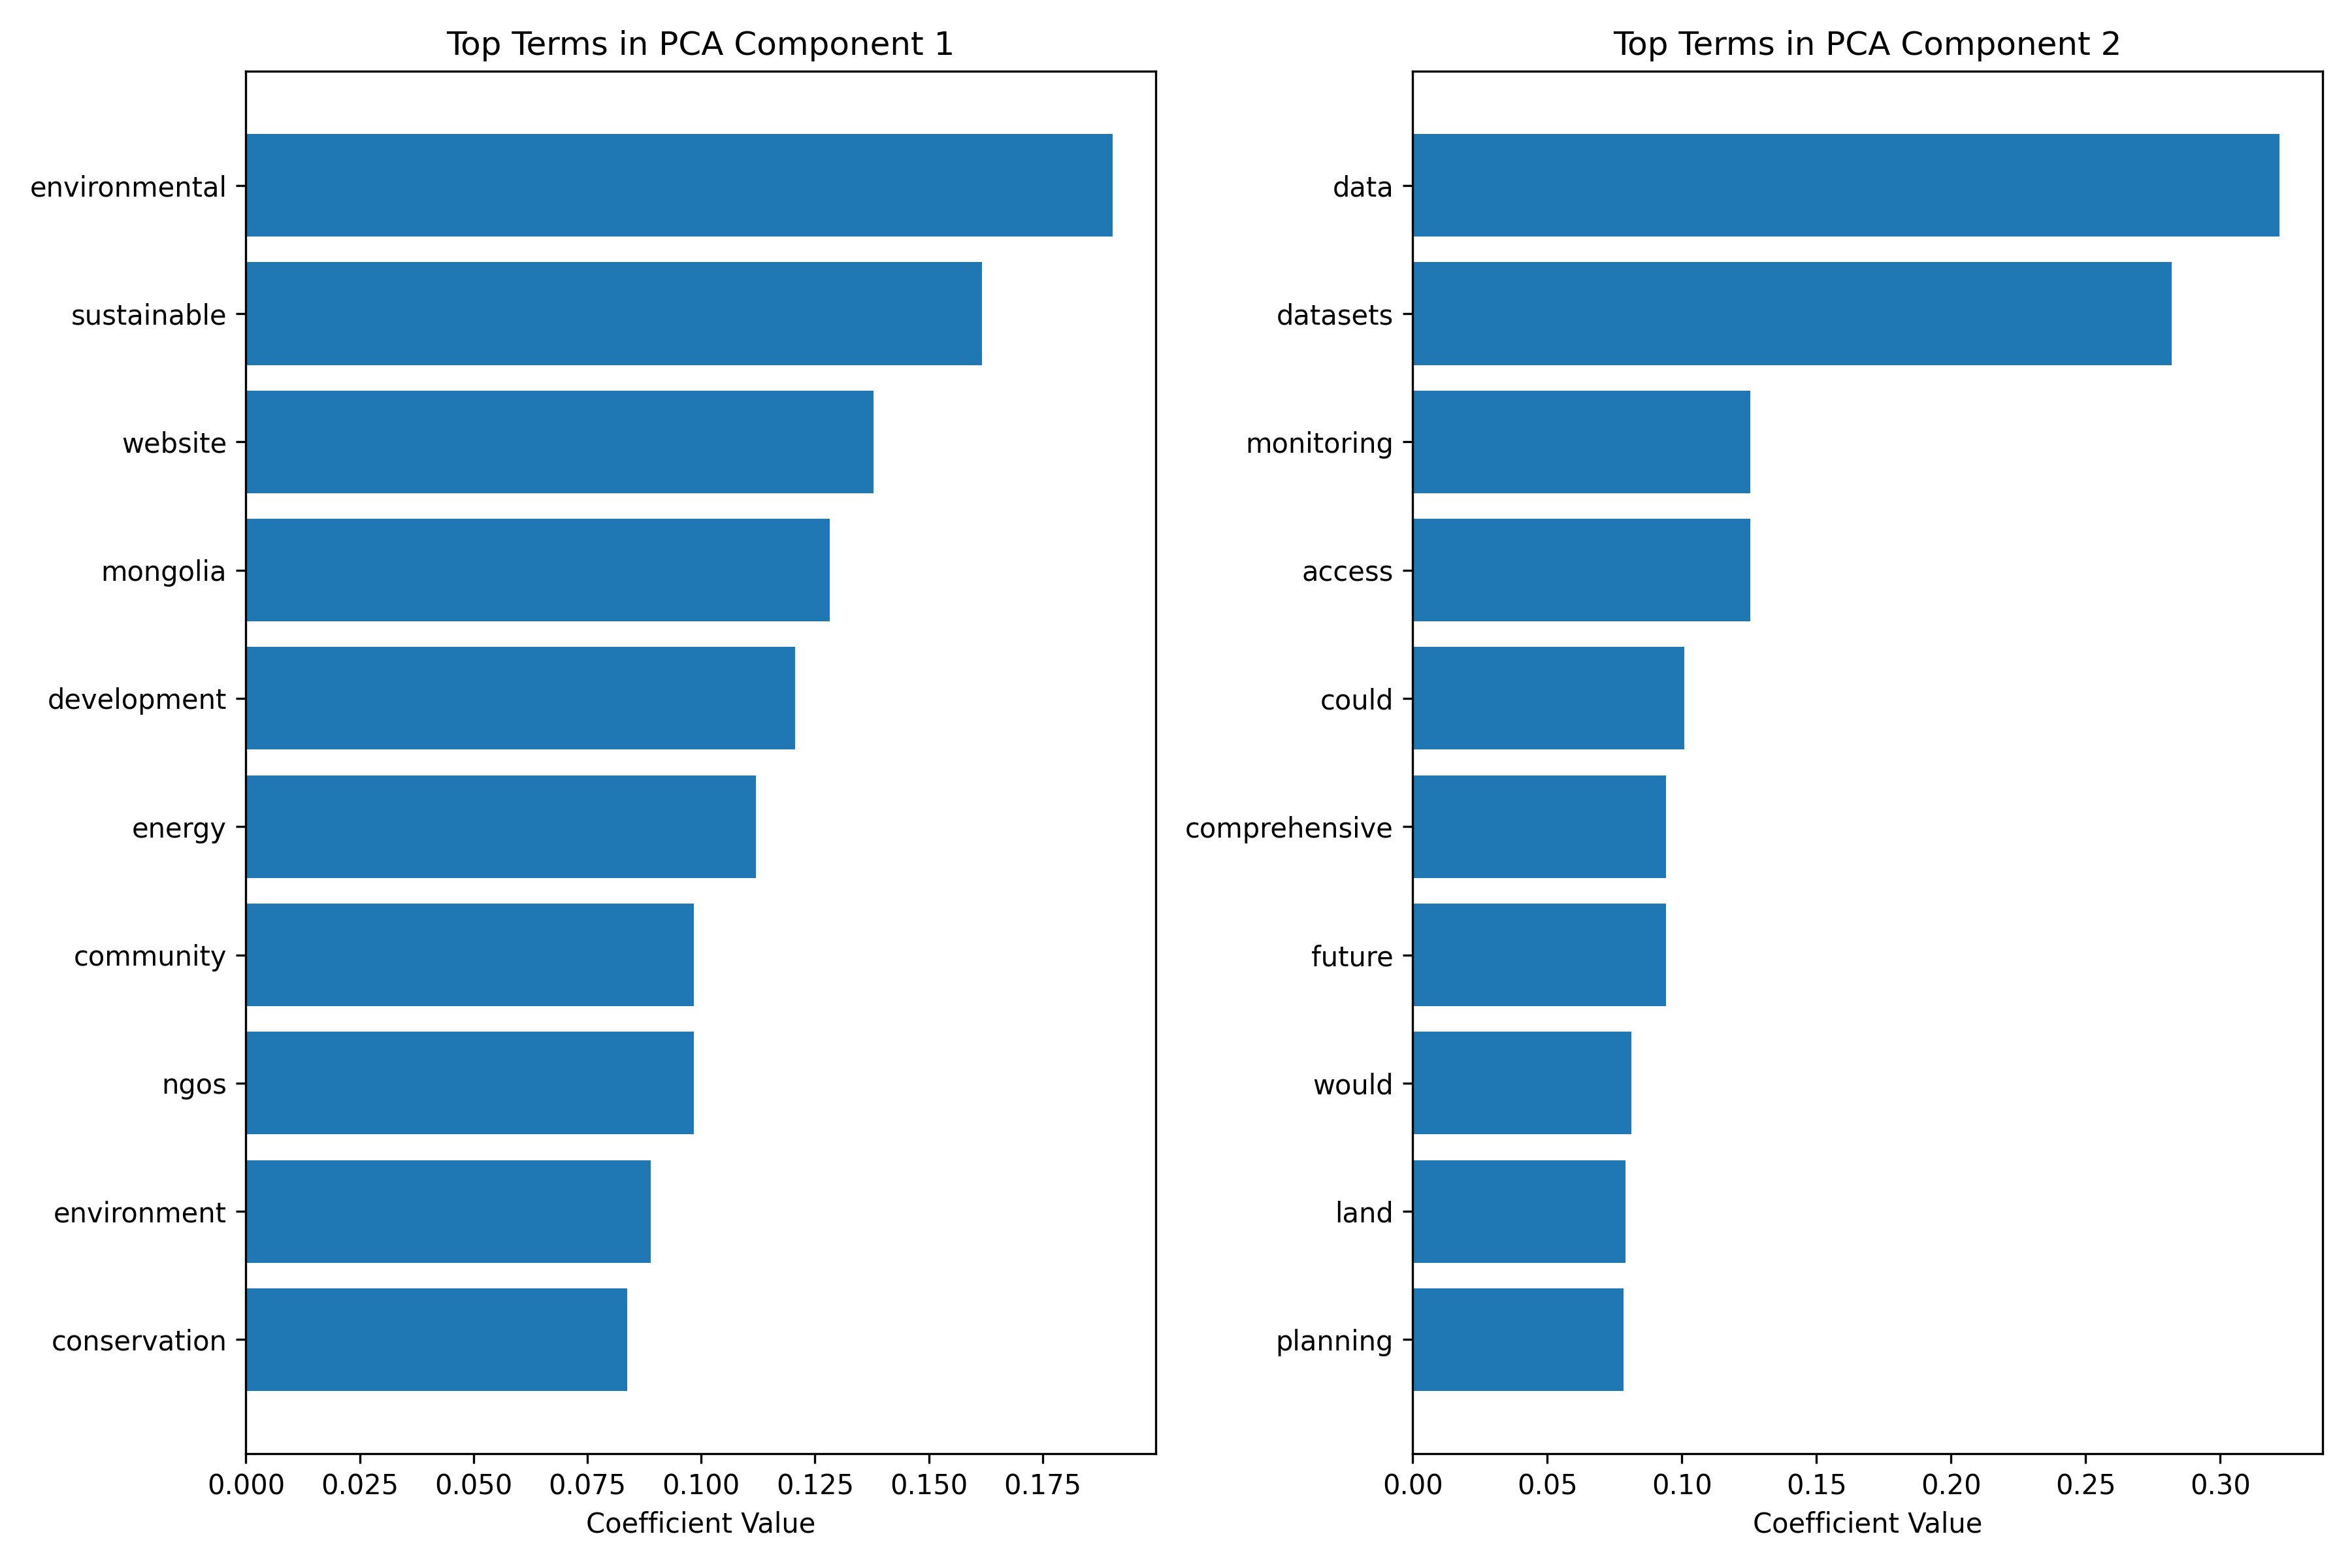 Top Terms in PCA Component 1
environmental
sustainable
website
mongolia
development
energy
community
ngos
environment
conservation
0.000 0.025 0.050 0.075 0.100 0.125 0.150 0.175
Coefficient Value
Top Terms in PCA Component 2
data
datasets
monitoring
access
could
comprehensive
future
would
land
planning
0.00 0.05 0.10 0.15 0.20 0.25 0.30
Coefficient Value